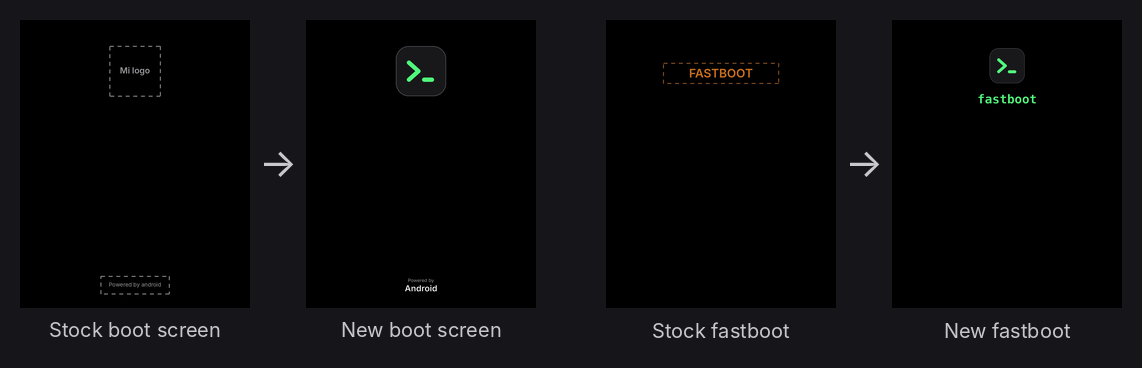 Mi logo
Powered by android
Stock boot screen
Powered by
Android
New boot screen
FASTBOOT
Stock fastboot
fastboot
New fastboot